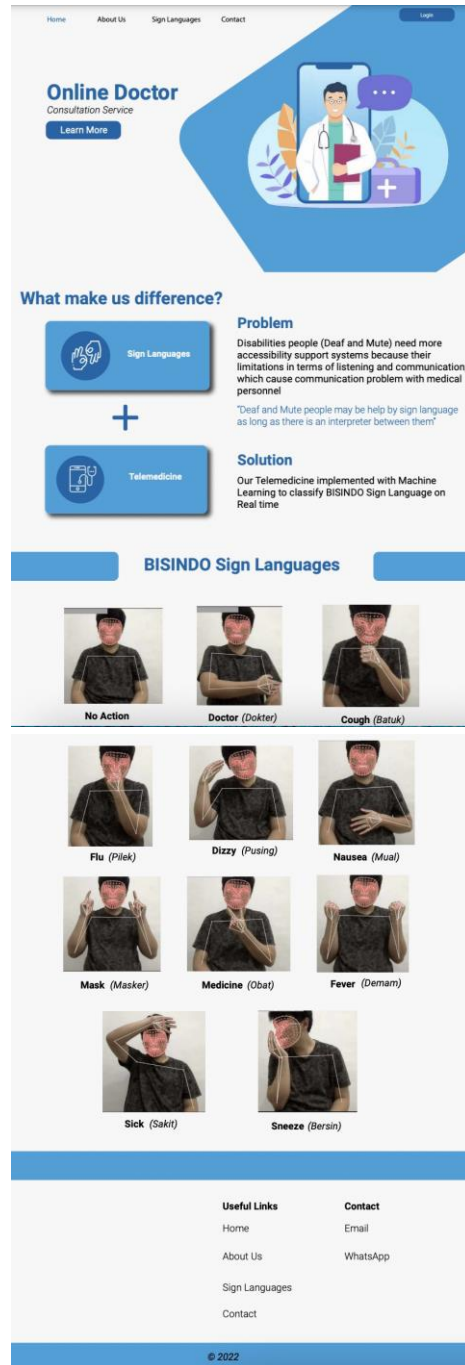 Home About Us Sign Languages Contact Login
Online Doctor
Consultation Service
Learn More
What make us difference?
Sign Languages
Telemedicine
Problem
Disabilities people (Deaf and Mute) need more
accessibility support systems because their
limitations in terms of listening and communication
which cause communication problem with medical
personnel
"Deaf and Mute people may be help by sign language
as long as there is an interpreter between them"
Solution
Our Telemedicine implemented with Machine
Learning to classify BISINDO Sign Language on
Real time
BISINDO Sign Languages
No Action Doctor (Dokter) Cough (Batuk)
Flu (Pilek) Dizzy (Pusing) Nausea (Mual)
Mask (Masker) Medicine (Obat) Fever (Demam)
Sick (Sakit) Sneeze (Bersin)
Useful Links Contact
Home Email
About Us WhatsApp
Sign Languages
Contact
© 2022